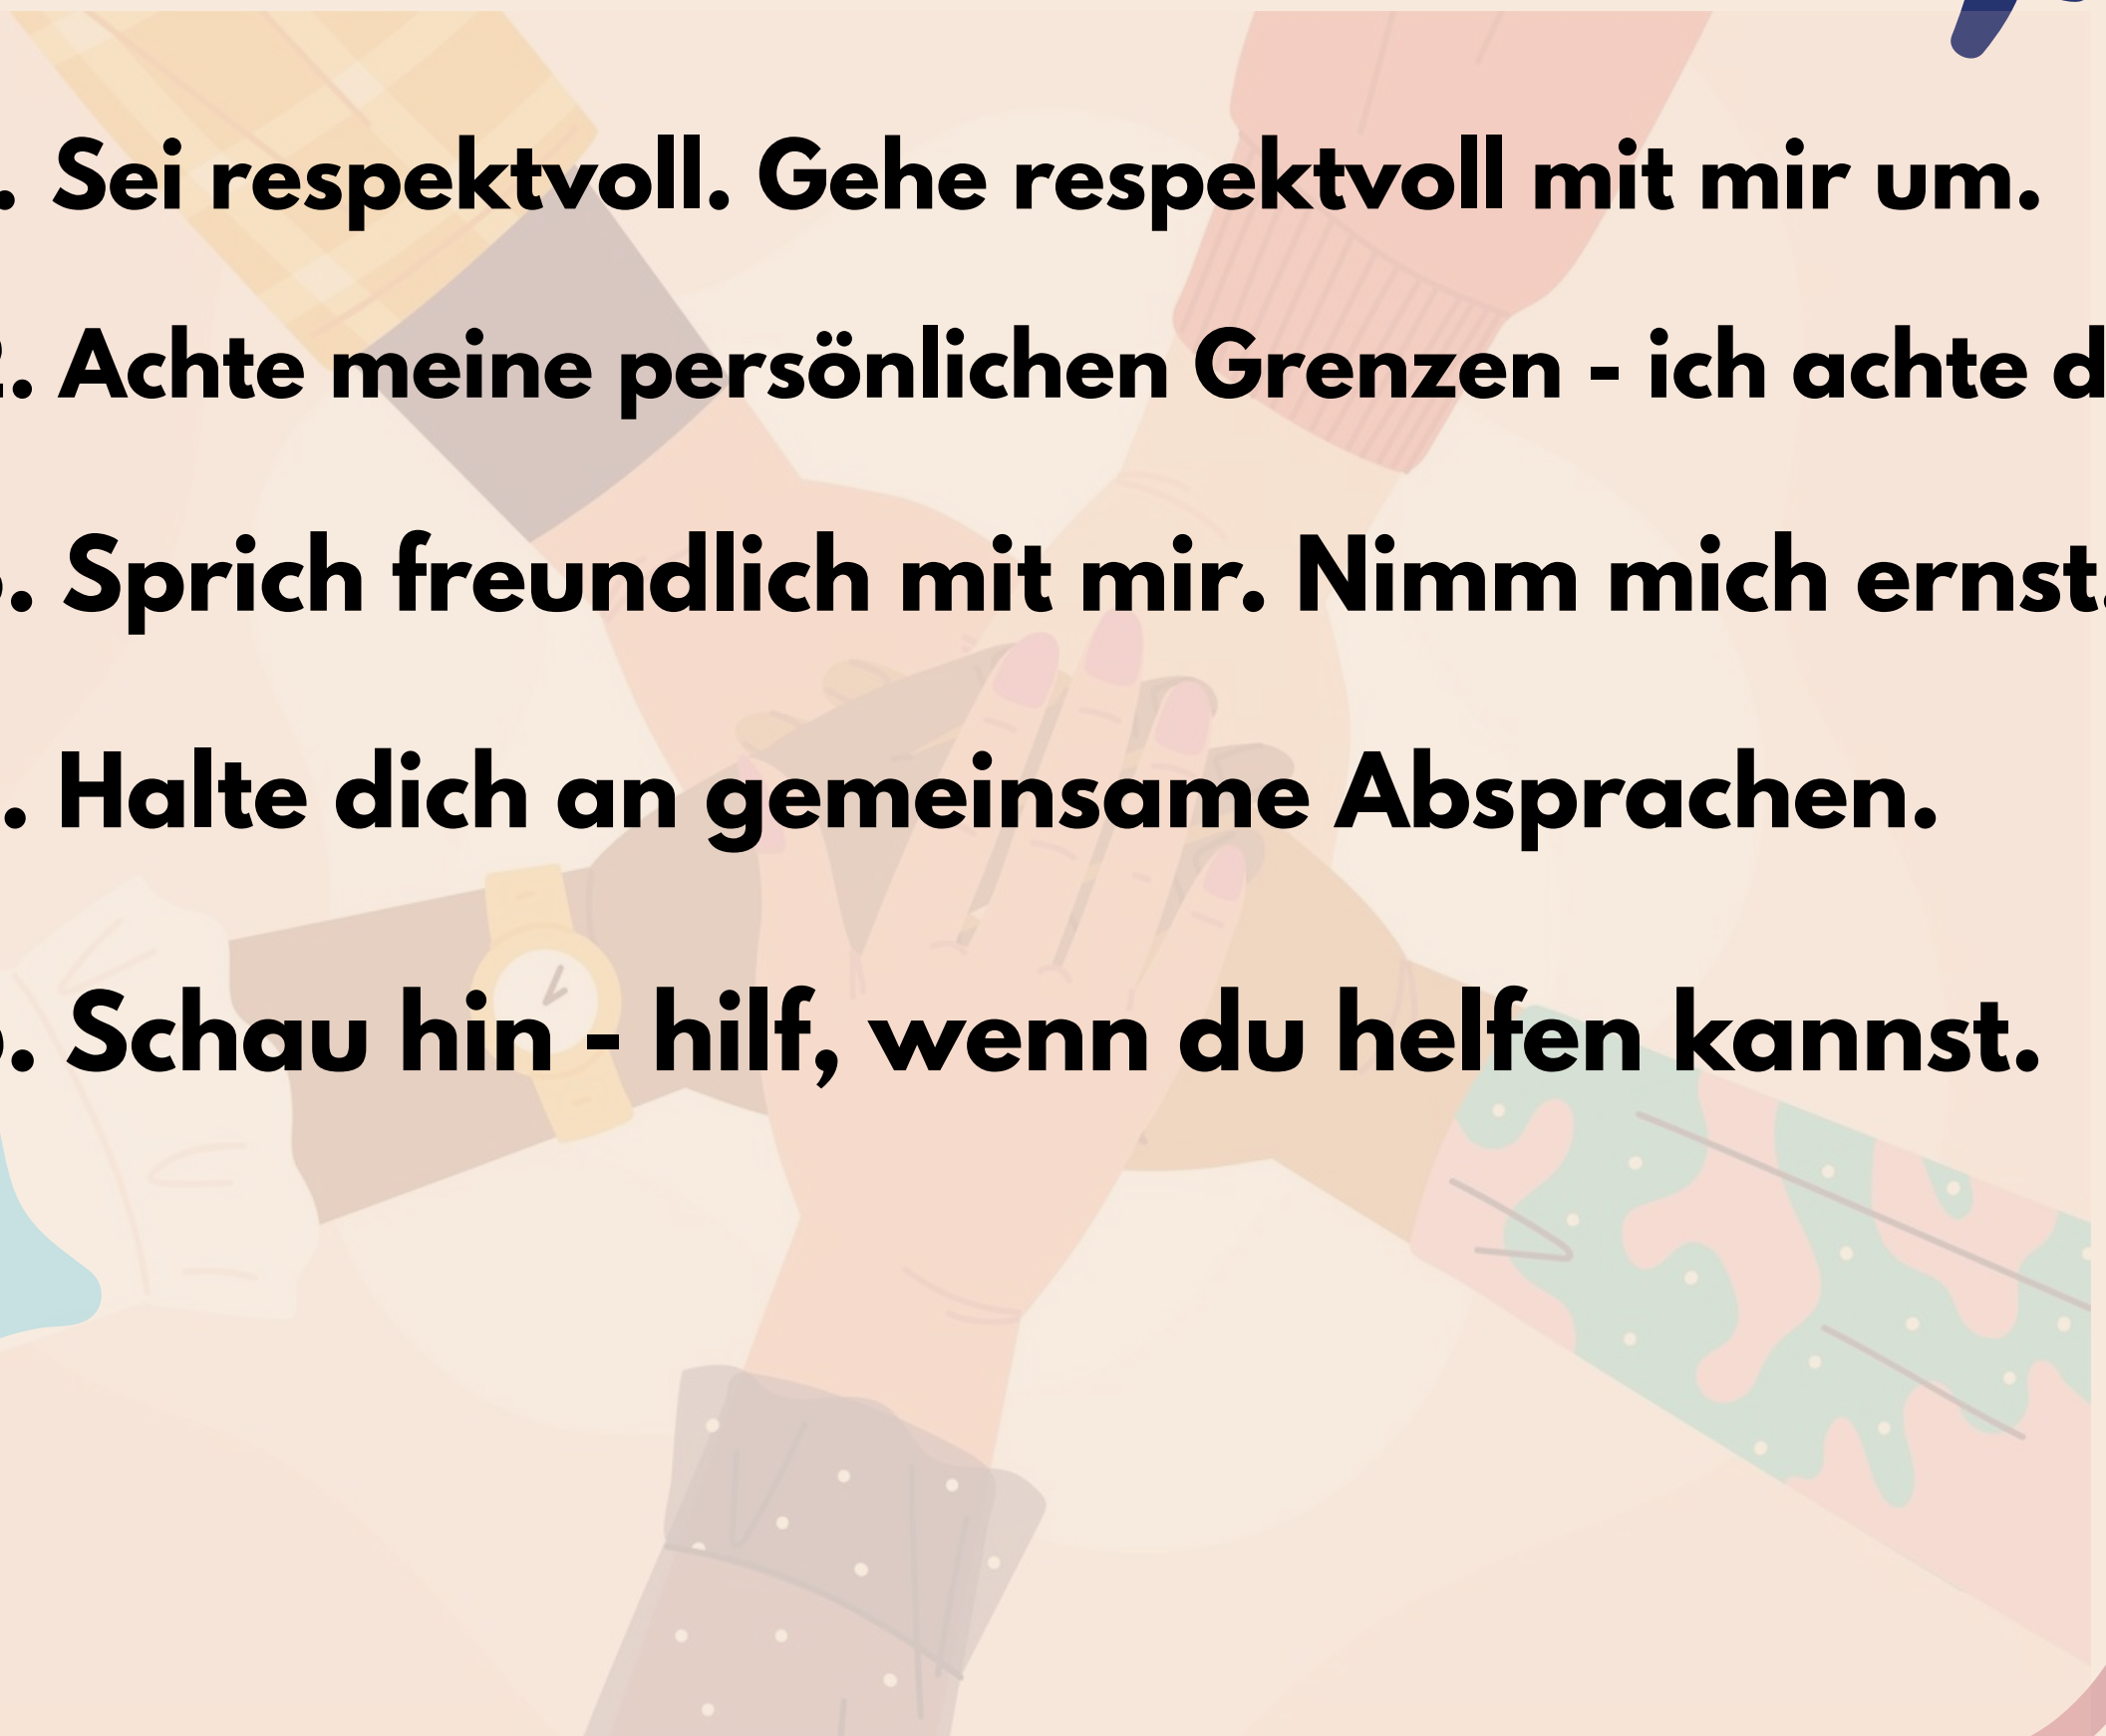 . Sei respektvoll. Gehe respektvoll mit mir um.
2. Achte meine persönlichen Grenzen - ich achte
. Sprich freundlich mit mir. Nimm mich ernst.
. Halte dich an gemeinsame Absprachen.
. Schau hin - hilf, wenn du helfen kannst.